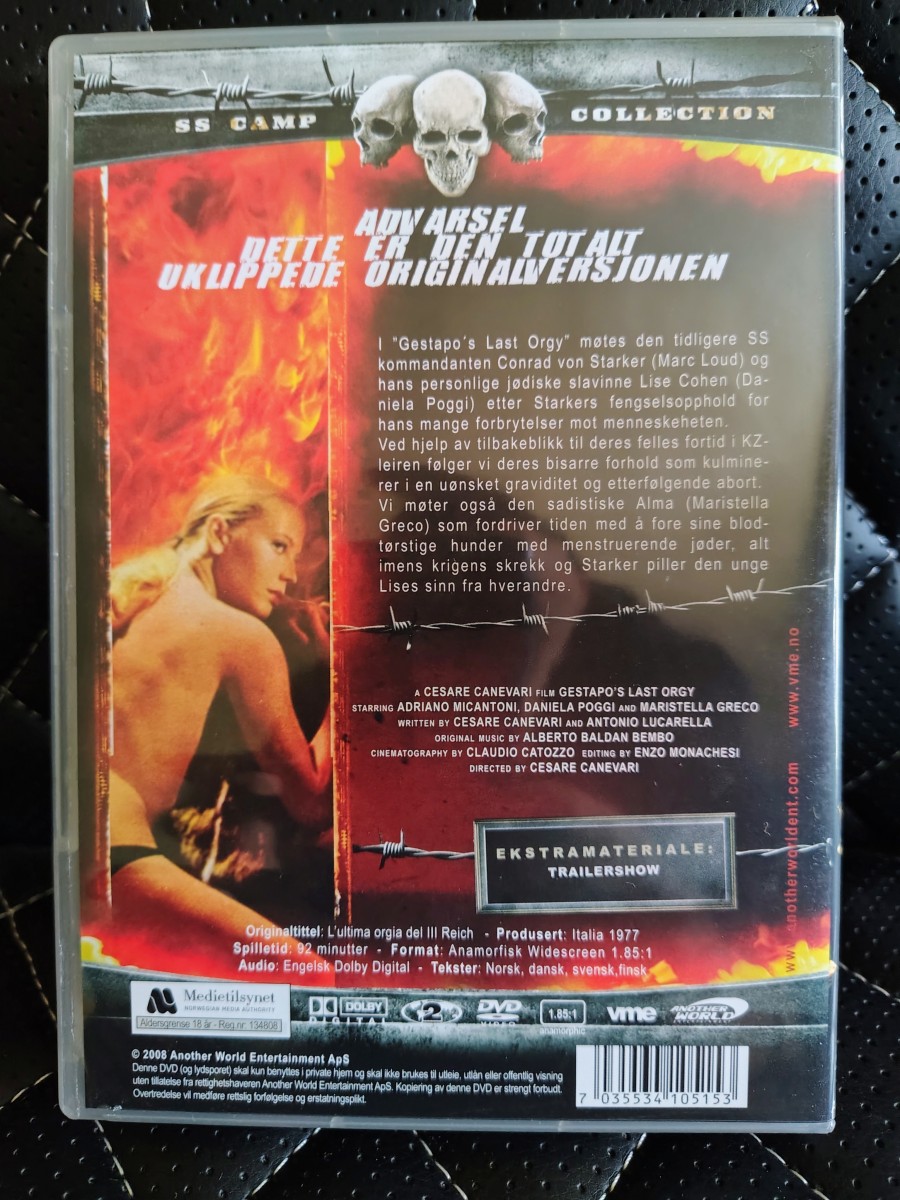 SS CAMP COLLECTION
ADVARSEL
DETTE ER DEN TOTALT
UKLIPPEDE ORIGINALVERSJONEN
I "Gestapo´s Last Orgy" møtes den tidligere SS
kommandanten Conrad von Starker (Marc Loud) og
hans personlige jødiske slavinne Lise Cohen (Da-
niela Poggi) etter Starkers fengselsopphold for
hans mange forbrytelser mot menneskeheten.
Ved hjelp av tilbakeblikk til deres felles fortid i KZ-
leiren følger vi deres bisarre forhold som kulmine-
rer i en uønsket graviditet og etterfølgende abort.
Vi møter også den sadistiske Alma (Maristella
Greco) som fordriver tiden med å fore sine blod-
tørstige hunder med menstruerende jøder, alt
imens krigens skrekk og Starker piller den unge
Lises sinn fra hverandre.
A CESARE CANEVARI FILM GESTAPO'S LAST ORGY
STARRING ADRIANO MICANTONI, DANIELA POGGI AND MARISTELLA GRECO
WRITTEN BY CESARE CANEVARI AND ANTONIO LUCARELLA
ORIGINAL MUSIC BY ALBERTO BALDAN BEMBO
CINEMATOGRAPHY BY CLAUDIO CATOZZO EDITING BY ENZO MONACHESI
DIRECTED BY CESARE CANEVARI
www.anotherworldent.com www.vme.no
EKSTRAMATERIALE:
TRAILERSHOW
Originaltittel: L'ultima orgia del III Reich - Produsert: Italia 1977
Spilletid: 92 minutter - Format: Anamorfisk Widescreen 1.85:1
Audio: Engelsk Dolby Digital - Tekster: Norsk, dansk, svensk,finsk
Medietilsynet
NORWEGIAN MEDIA AUTHORITY
Aldersgrense 18 år - Reg.nr. 134808
DOLBY
DIGITAL
2
DVD
VIDEO
1.85:1
anamorphic
vme
ANOTHER
WORLD
ENTERTAINMENT
© 2008 Another World Entertainment ApS
Denne DVD (og lydsporet) skal kun benyttes i private hjem og skal ikke brukes til utleie, utlån eller offentlig visning
uten tillatelse fra rettighetshaveren Another World Entertainment ApS. Kopiering av denne DVD er strengt forbudt.
Overtredelse vil medføre rettslig forfølgelse og erstatningsplikt.
7 035534 105153